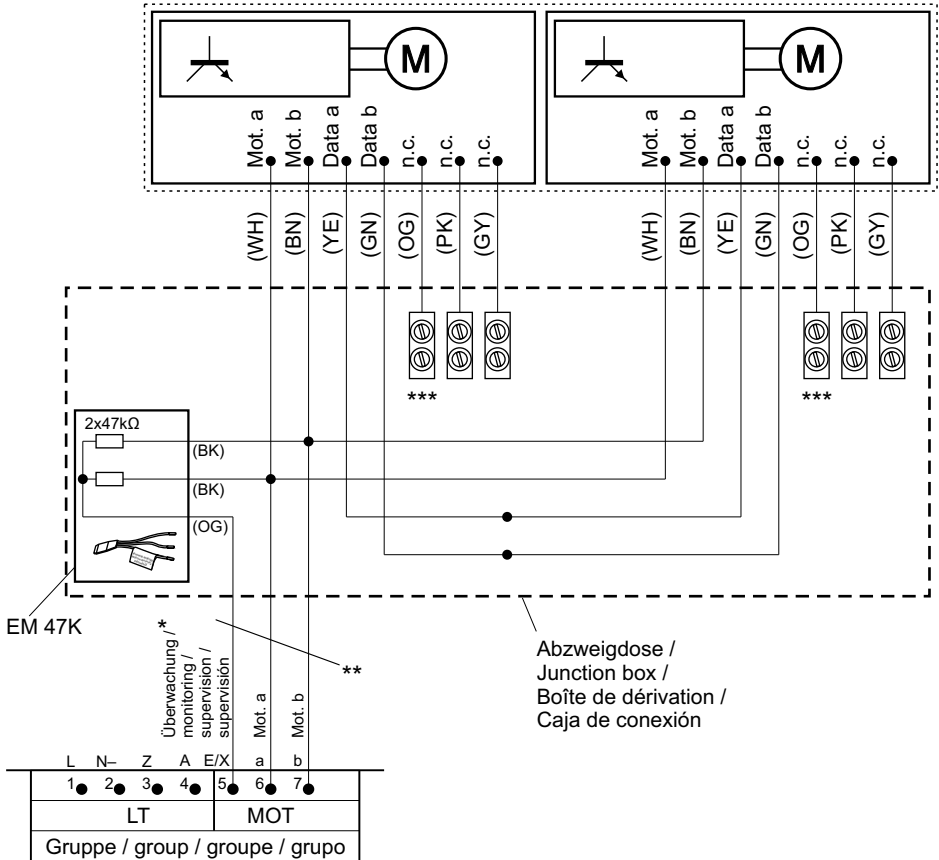 M M
Mot. a
Mot. b
Data a
Data b
n.c.
n.c.
n.c.
Mot. a
Mot. b
Data a
Data b
n.c.
n.c.
n.c.
(WH)
(BN)
(YE)
(GN)
(OG)
(PK)
(GY)
(WH)
(BN)
(YE)
(GN)
(OG)
(PK)
(GY)
*** ***
2x47kΩ
(BK)
(BK)
(OG)
EM 47K
*
Überwachung /
monitoring /
supervision /
supervisión
Mot. a
Mot. b
**
Abzweigdose /
Junction box /
Boîte de dérivation /
Caja de conexión
L N– Z A E/X a b
1 2 3 4 5 6 7
LT MOT
Gruppe / group / groupe / grupo